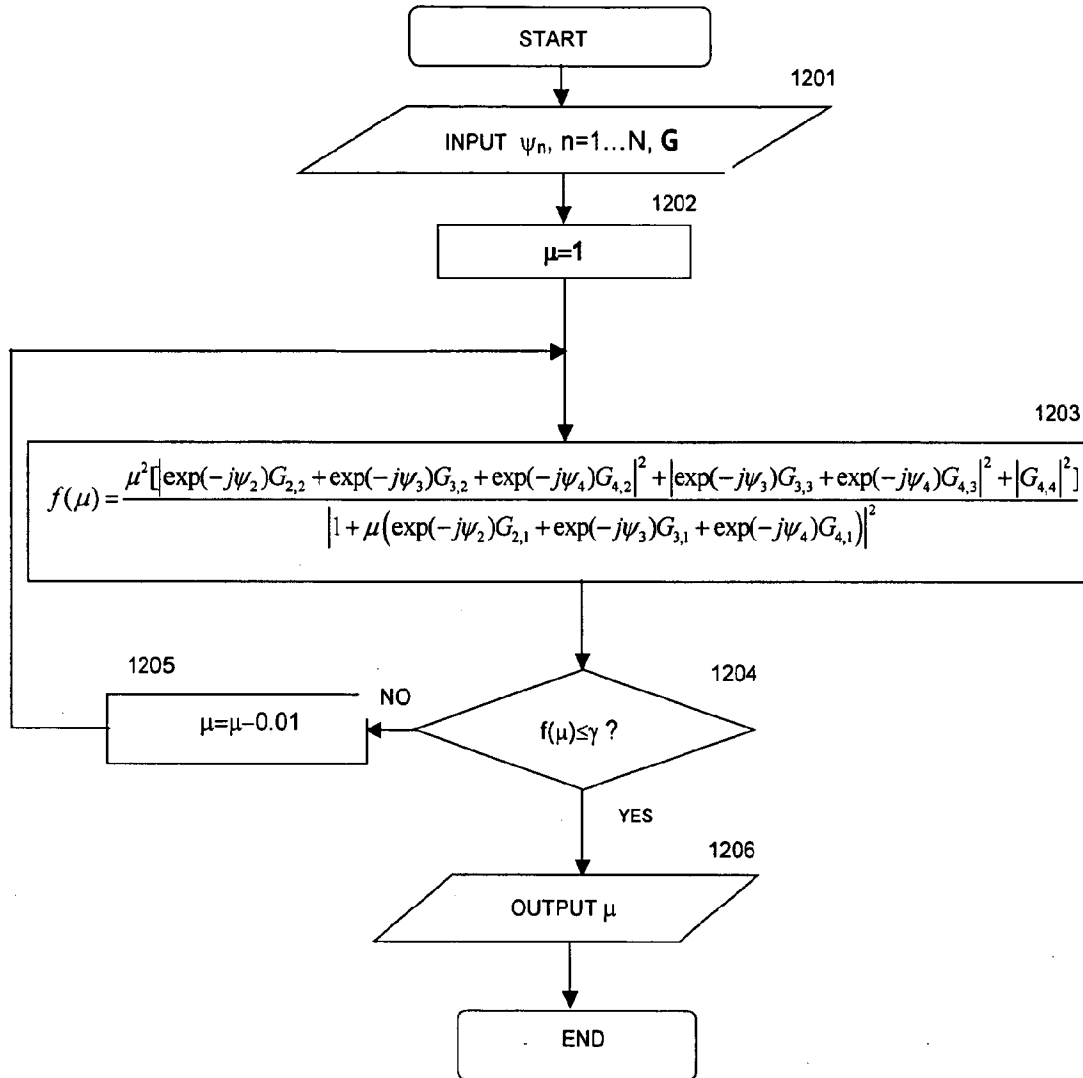 START
1201
INPUT ψn, n=1...N, G
1202
μ=1
1203
f(μ) = μ²[|exp(-jψ₂)G₂,₂ + exp(-jψ₃)G₃,₂ + exp(-jψ₄)G₄,₂|² + |exp(-jψ₃)G₃,₃ + exp(-jψ₄)G₄,₃|² + |G₄,₄|²]
|1 + μ(exp(-jψ₂)G₂,₁ + exp(-jψ₃)G₃,₁ + exp(-jψ₄)G₄,₁)|²
1205
NO
1204
μ=μ–0.01
f(μ)≤γ ?
YES
1206
OUTPUT μ
END